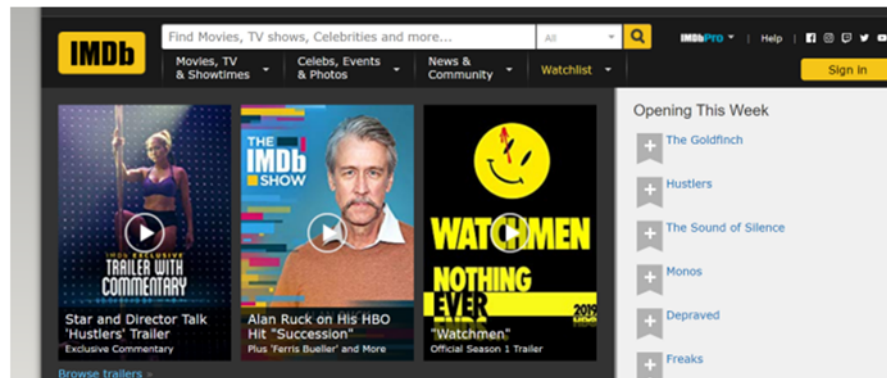 IMDb
Find Movies, TV shows, Celebrities and more...
All
IMDbPro
|
Help
|
Movies, TV
& Showtimes
Celebs, Events
& Photos
News &
Community
Watchlist
Sign in
THE
IMDb
SHOW
IMDb EXCLUSIVE
TRAILER WITH
COMMENTARY
Star and Director Talk
'Hustlers' Trailer
Exclusive Commentary
Alan Ruck on His HBO
Hit "Succession"
Plus 'Ferris Bueller' and More
WATCHMEN
NOTHING
EVER
2019
"Watchmen"
Official Season 1 Trailer
Browse trailers »
Opening This Week
The Goldfinch
Hustlers
The Sound of Silence
Monos
Depraved
Freaks